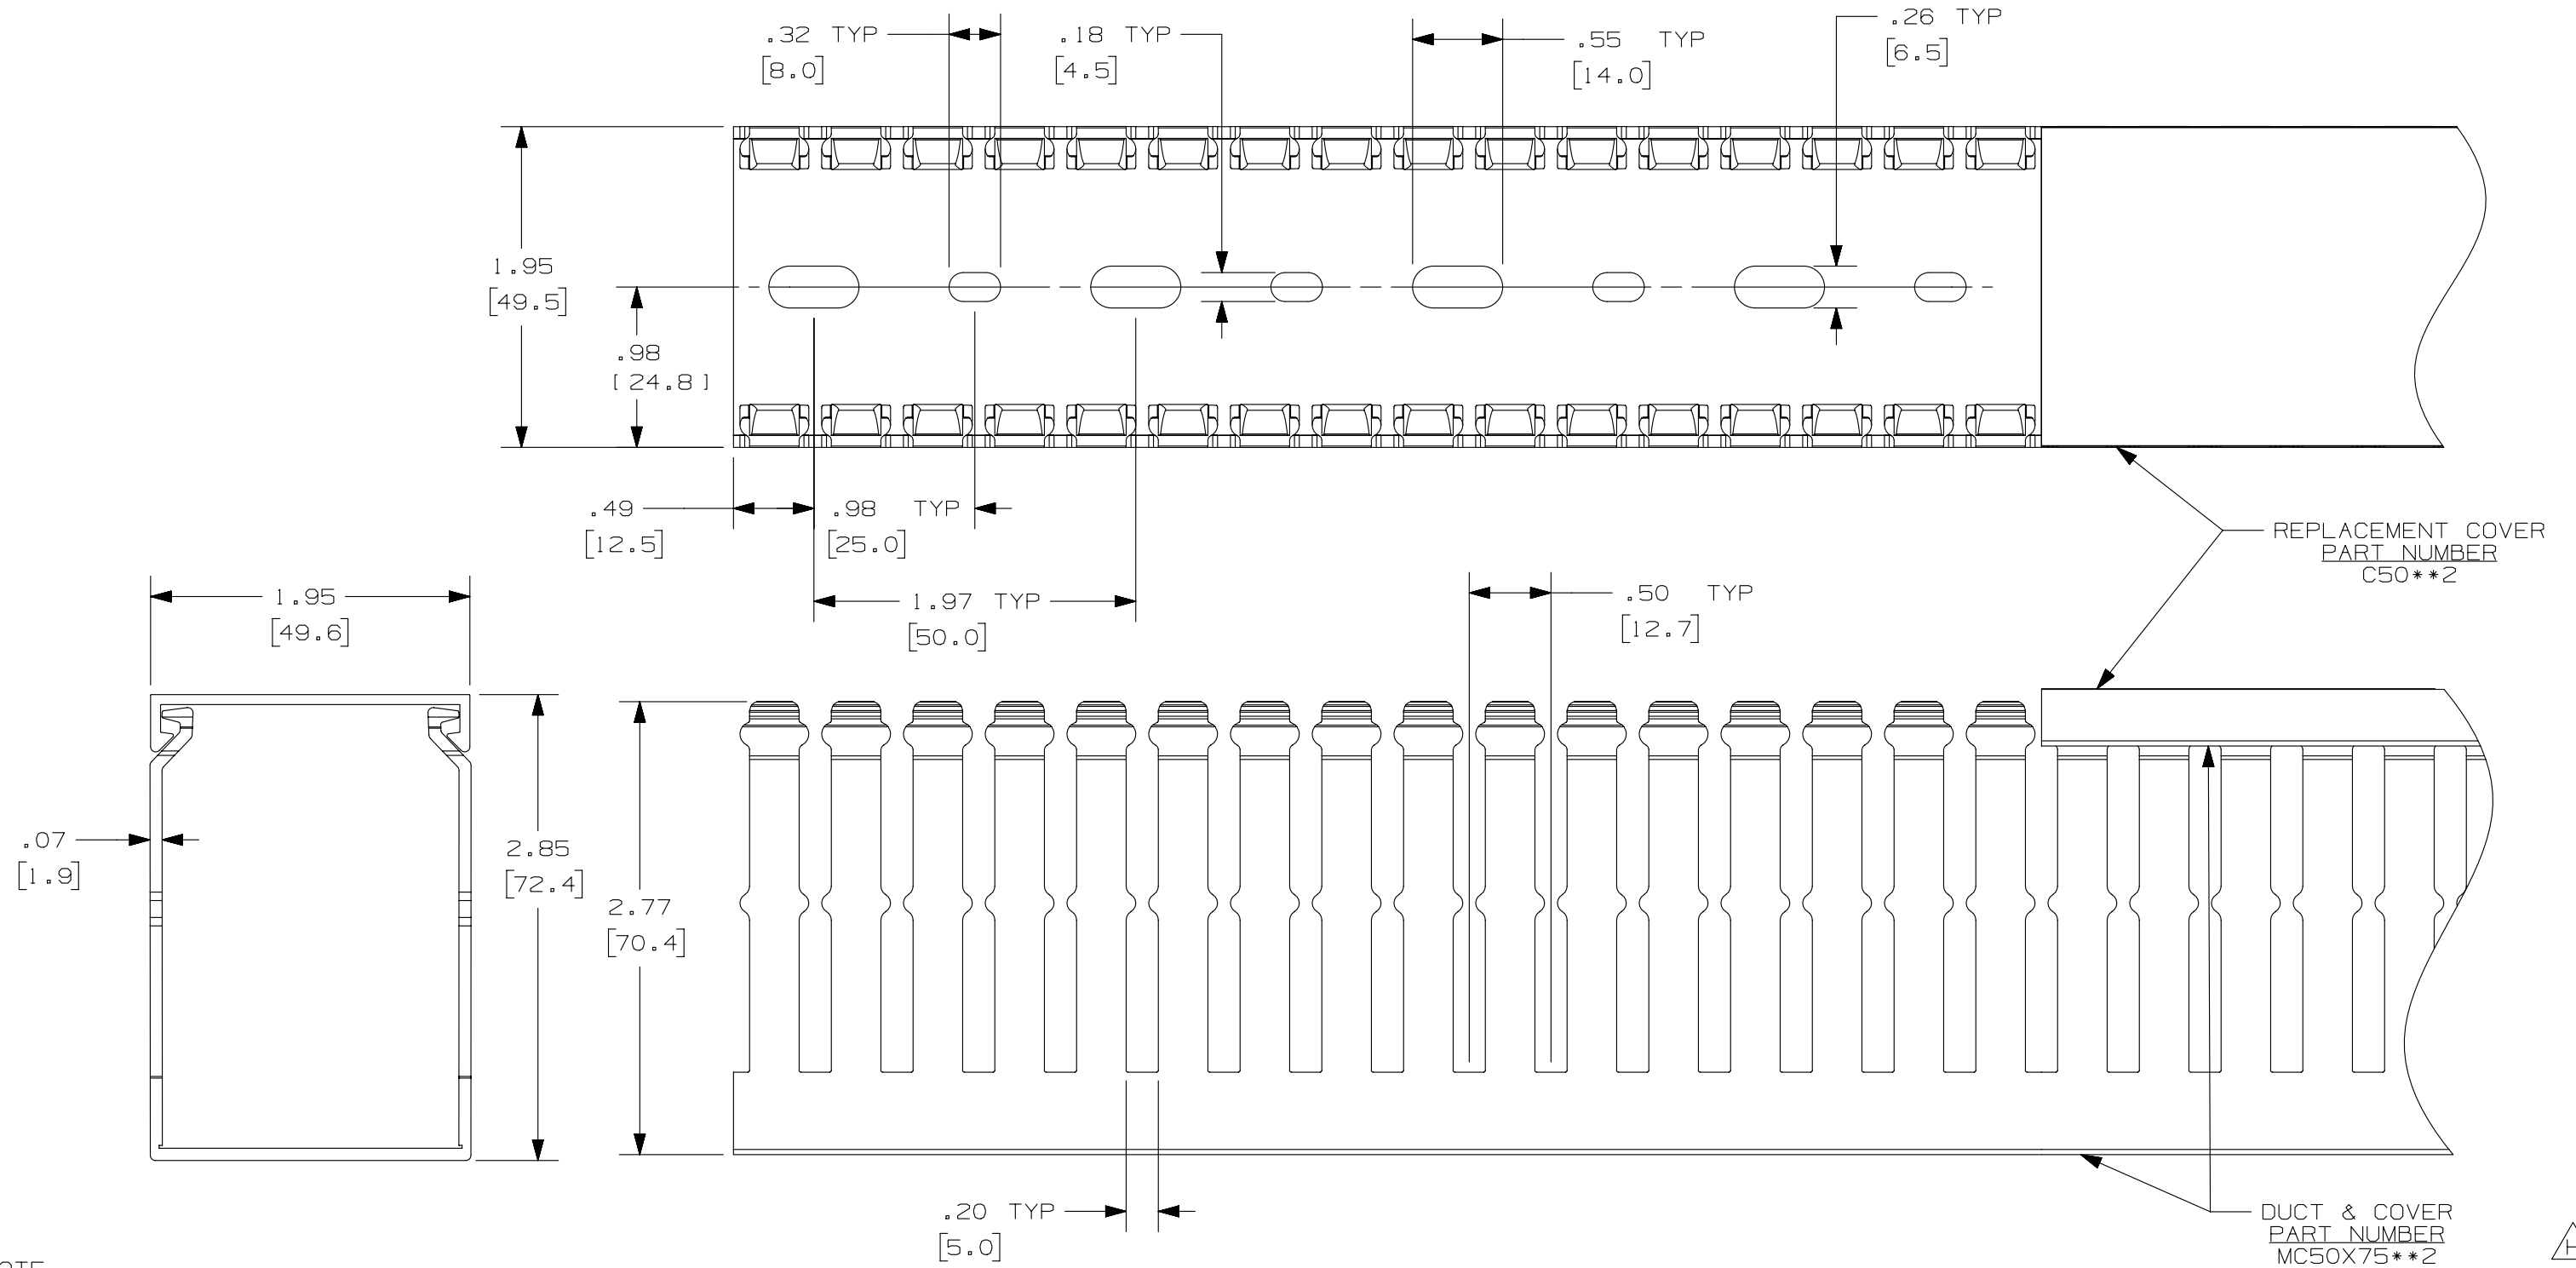 .32 TYP
[8.0]
.18 TYP
[4.5]
.55 TYP
[14.0]
.26 TYP
[6.5]
1.95
[49.5]
.98
[24.8]
.49
[12.5]
.98 TYP
[25.0]
1.97 TYP
[50.0]
.50 TYP
[12.7]
REPLACEMENT COVER
PART NUMBER
C50**2
1.95
[49.6]
.07
[1.9]
2.85
[72.4]
2.77
[70.4]
.20 TYP
[5.0]
DUCT & COVER
PART NUMBER
MC50X75**2